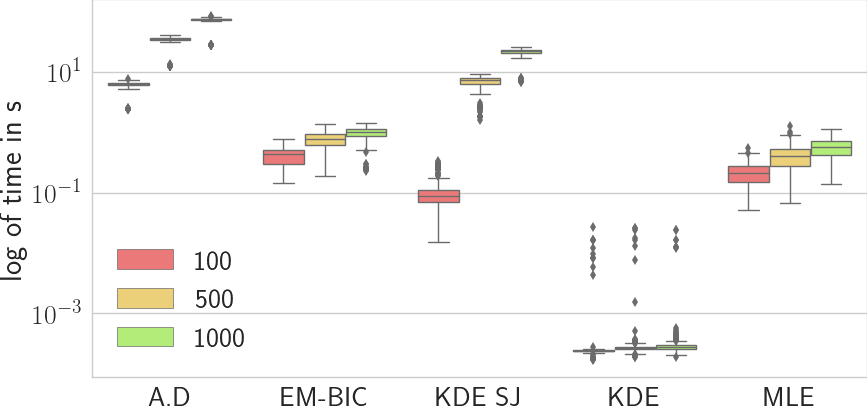 log of time in s
10^1
10^-1
10^-3
100
500
1000
A.D
EM-BIC
KDE SJ
KDE
MLE